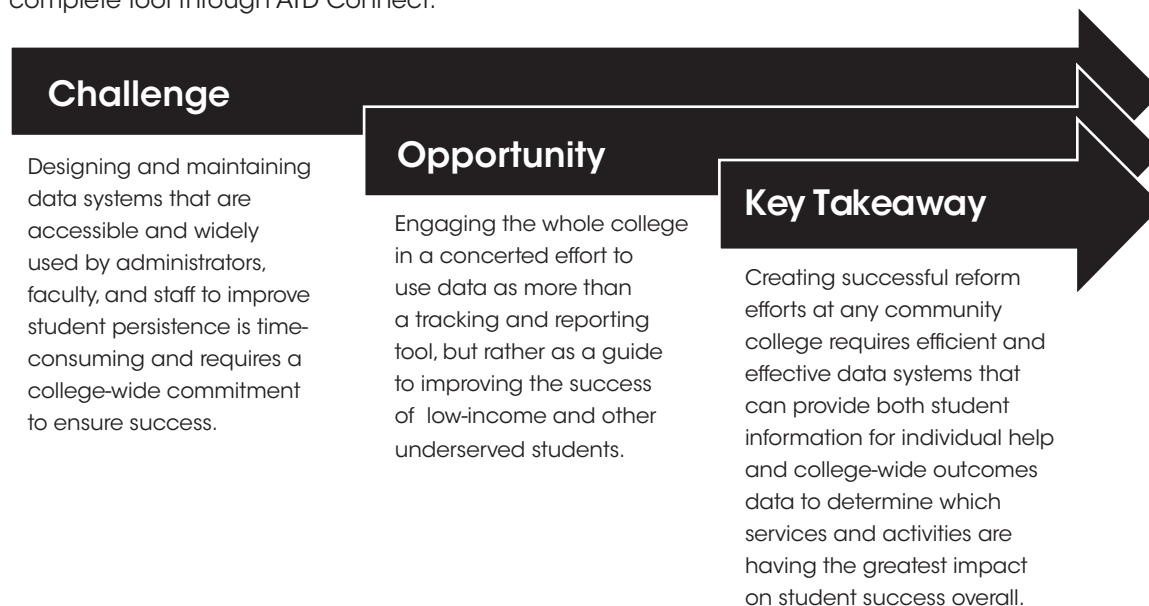 complete tool through ATD Connect.
Challenge
Designing and maintaining
data systems that are
accessible and widely
used by administrators,
faculty, and staff to improve
student persistence is time-
consuming and requires a
college-wide commitment
to ensure success.
Opportunity
Engaging the whole college
in a concerted effort to
use data as more than
a tracking and reporting
tool, but rather as a guide
to improving the success
of low-income and other
underserved students.
Key Takeaway
Creating successful reform
efforts at any community
college requires efficient and
effective data systems that
can provide both student
information for individual help
and college-wide outcomes
data to determine which
services and activities are
having the greatest impact
on student success overall.